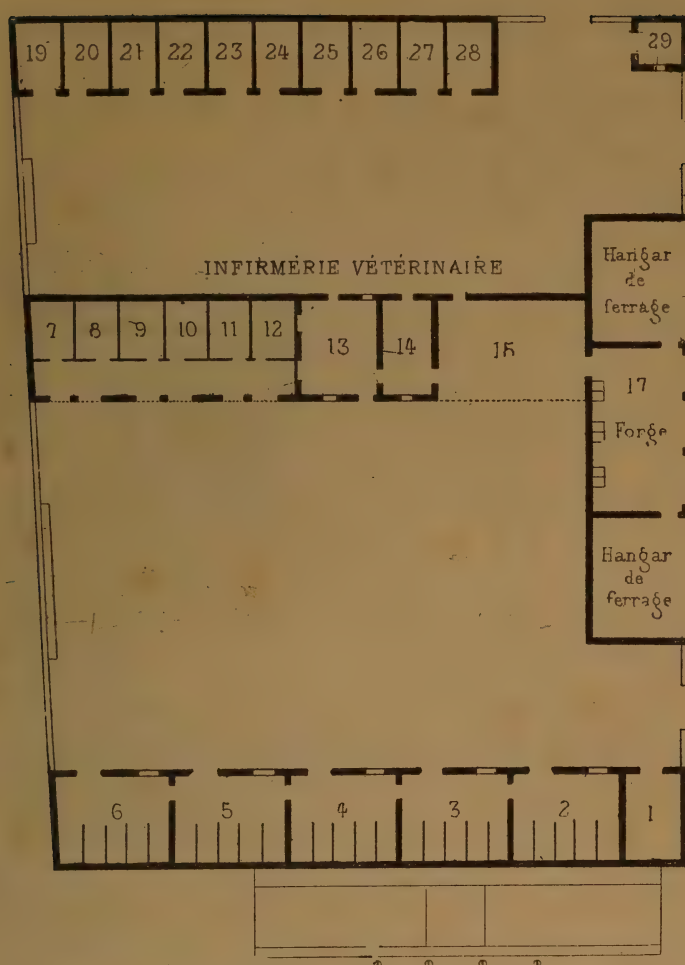 19 20 21 22 23 24 25 26 27 28 29
INFIRMERIE VÉTÉRINAIRE
Hangar
de
ferrage
7 8 9 10 11 12 13 14 15
17
Forge
Hangar
de
ferrage
6 5 4 3 2 1